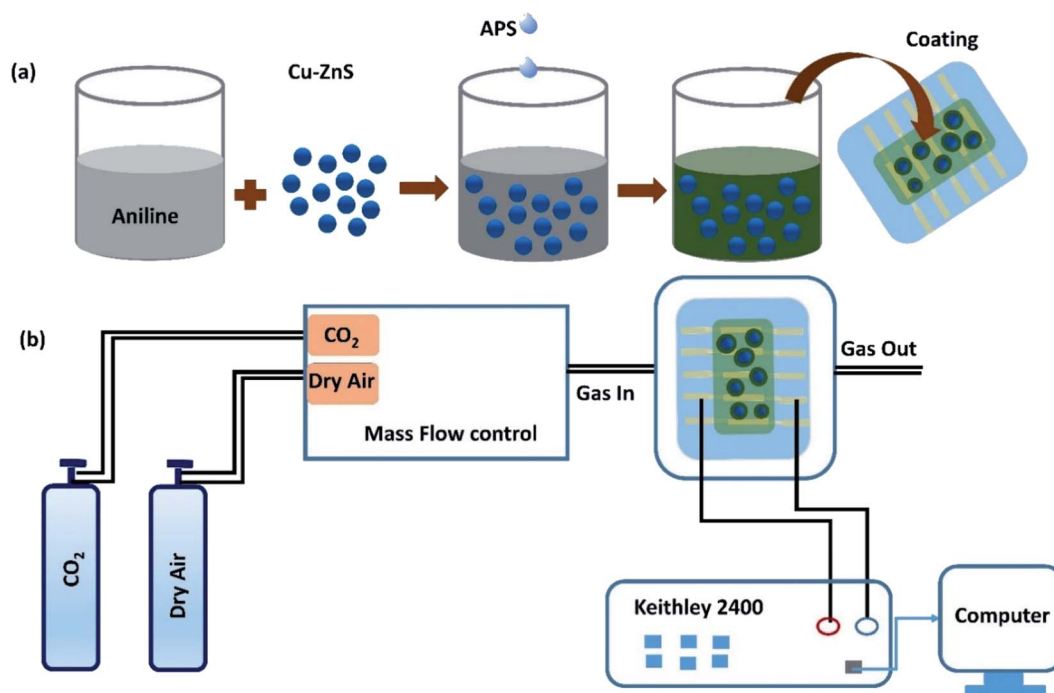 (a)
Aniline
Cu-ZnS
APS
Coating
(b)
CO₂
Dry Air
Mass Flow control
Gas In
Gas Out
CO₂
Dry Air
Keithley 2400
Computer